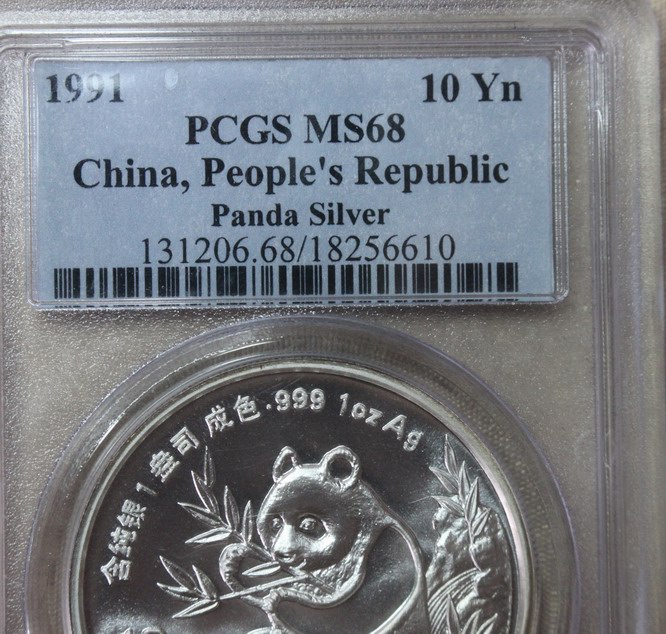 1991 10 Yn
PCGS MS68
China, People's Republic
Panda Silver
131206.68/18256610
含纯银 1 盎司 成色·999 1oz Ag